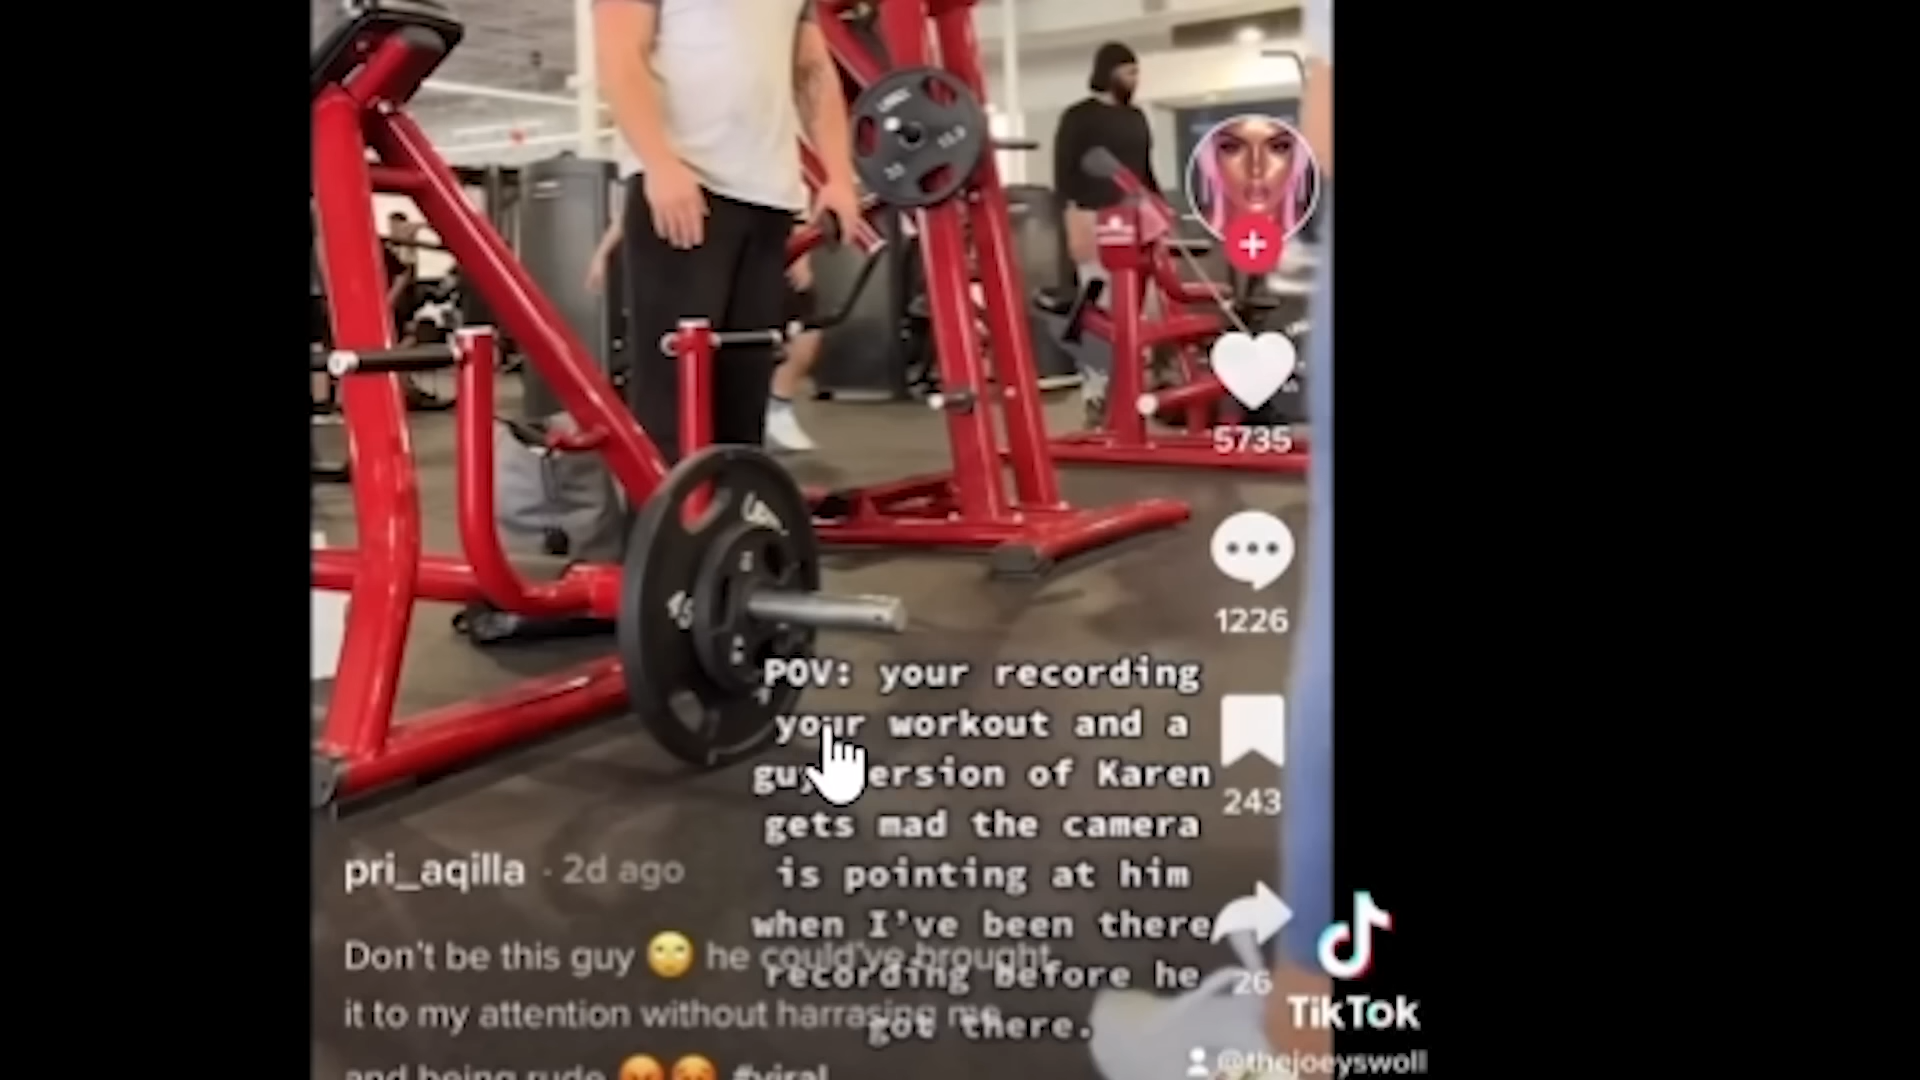 45
5735
1226
POV: your recording
your workout and a
guy version of Karen
gets mad the camera
is pointing at him
when I've been there
recording before he
got there.
243
26
pri_aqilla · 2d ago
Don't be this guy 🙄 he could've brought
it to my attention without harrasing me
and being rude 😡😡 #viral
TikTok
@thejoeyswoll